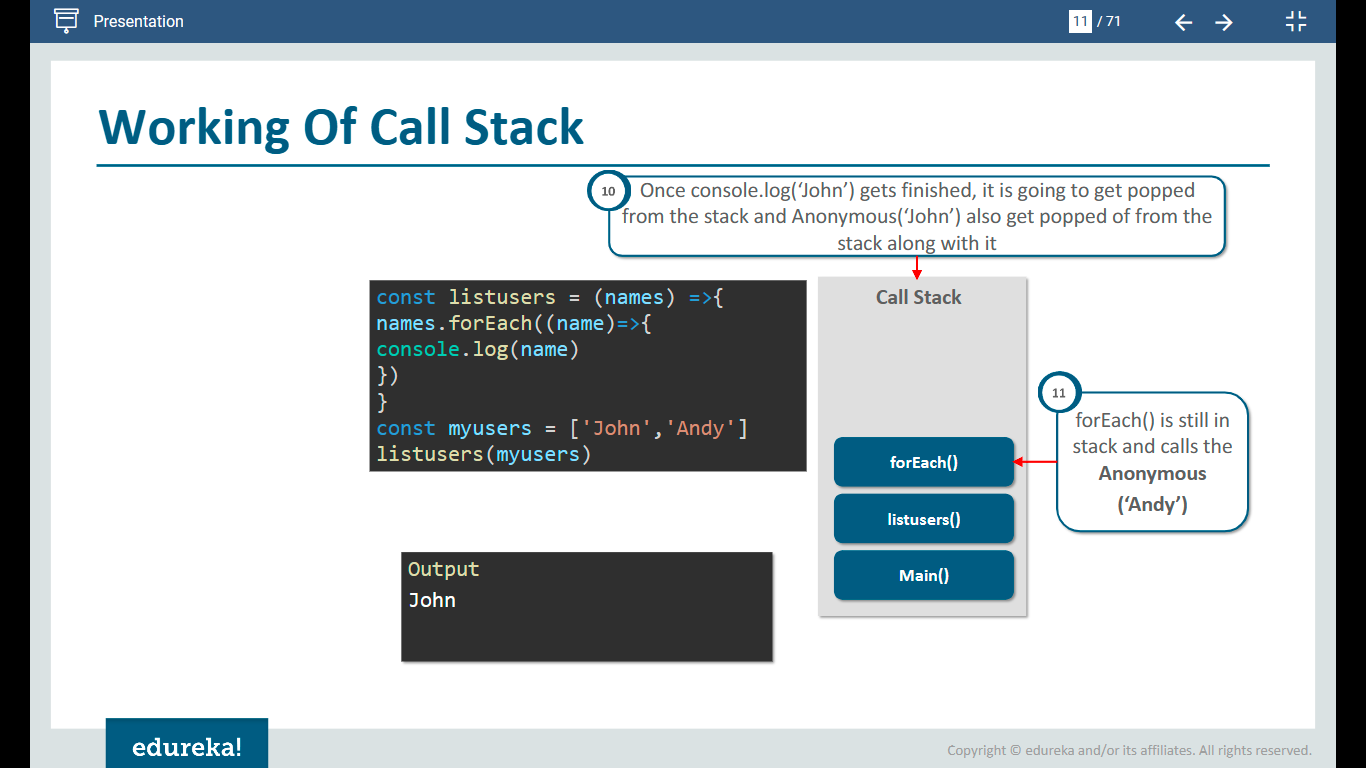 Presentation
11 / 71
Working Of Call Stack
10
Once console.log(‘John’) gets finished, it is going to get popped
from the stack and Anonymous(‘John’) also get popped of from the
stack along with it
const listusers = (names) =>{
names.forEach((name)=>{
console.log(name)
})
}
const myusers = ['John','Andy']
listusers(myusers)
Call Stack
forEach()
listusers()
Main()
11
forEach() is still in
stack and calls the
Anonymous
(‘Andy’)
Output
John
edureka!
Copyright © edureka and/or its affiliates. All rights reserved.